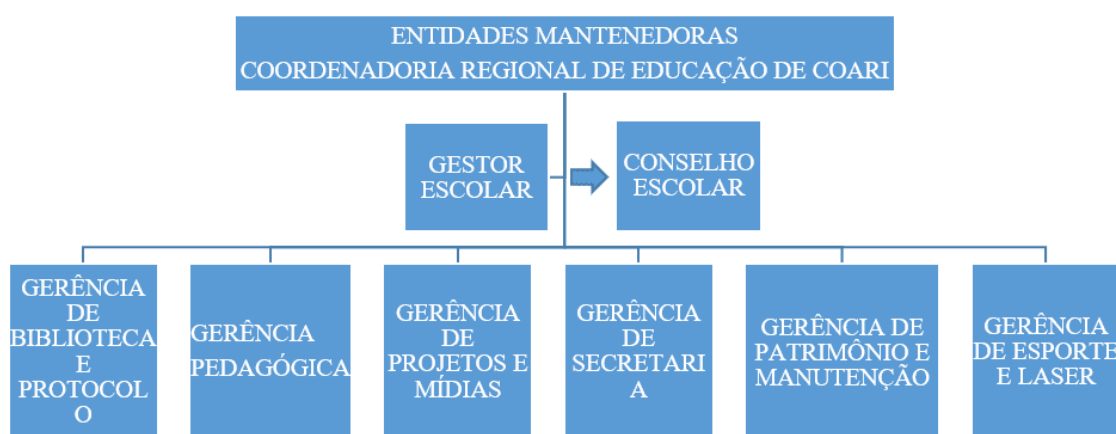 ENTIDADES MANTENEDORAS
COORDENADORIA REGIONAL DE EDUCAÇÃO DE COARI
GESTOR
ESCOLAR
CONSELHO
ESCOLAR
GERÊNCIA
DE
BIBLIOTECA
E
PROTOCOL
O
GERÊNCIA
PEDAGÓGICA
GERÊNCIA
DE
PROJETOS E
MÍDIAS
GERÊNCIA
DE
SECRETARI
A
GERÊNCIA DE
PATRIMÔNIO E
MANUTENÇÃO
GERÊNCIA
DE ESPORTE
E LASER